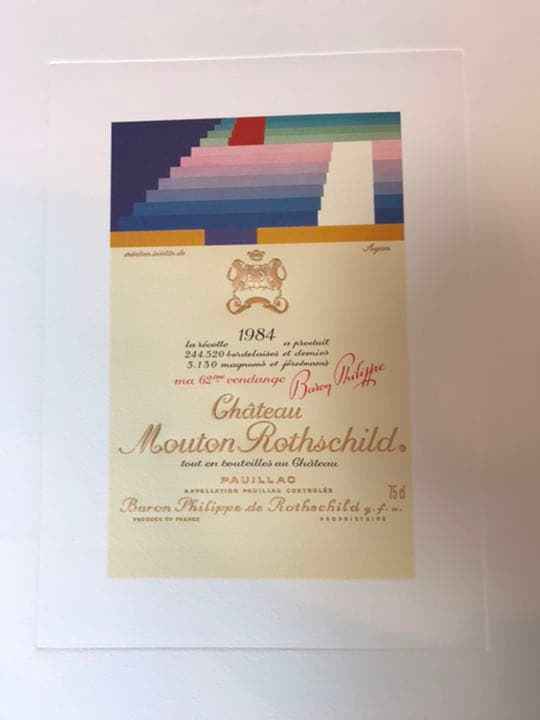 création inédite de Agam
la récolte 1984 a produit
244.520 bordelaises et demies
5.130 magnums et jéroboams
ma 62ème vendange Baron Philippe
Château
Mouton Rothschild
tout en bouteilles au Château
PAUILLAC
APPELLATION PAUILLAC CONTROLÉE 75 cl
Baron Philippe de Rothschild g.f.a.
PRODUCE OF FRANCE PROPRIETAIRE